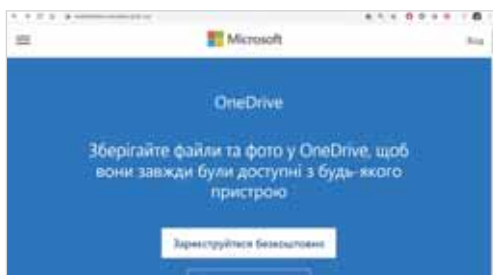 Microsoft
Вхід
OneDrive
Зберігайте файли та фото у OneDrive, щоб
вони завжди були доступні з будь-якого
пристрою
Зареєструйтеся безкоштовно